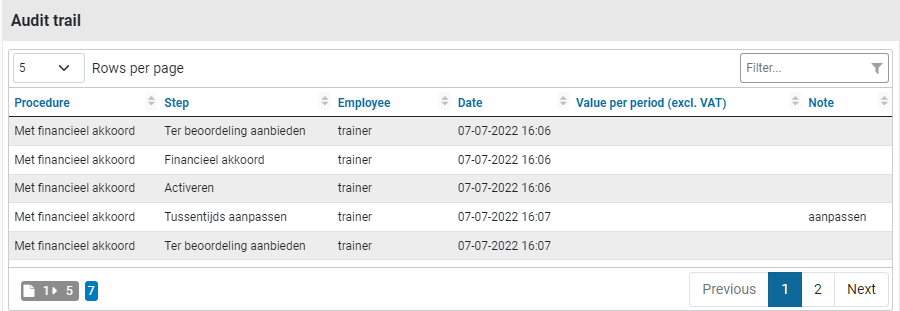 Audit trail
5 Rows per page Filter...
Procedure Step Employee Date Value per period (excl. VAT) Note
Met financieel akkoord Ter beoordeling aanbieden trainer 07-07-2022 16:06
Met financieel akkoord Financieel akkoord trainer 07-07-2022 16:06
Met financieel akkoord Activeren trainer 07-07-2022 16:06
Met financieel akkoord Tussentijds aanpassen trainer 07-07-2022 16:07 aanpassen
Met financieel akkoord Ter beoordeling aanbieden trainer 07-07-2022 16:07
1 5 7 Previous 1 2 Next